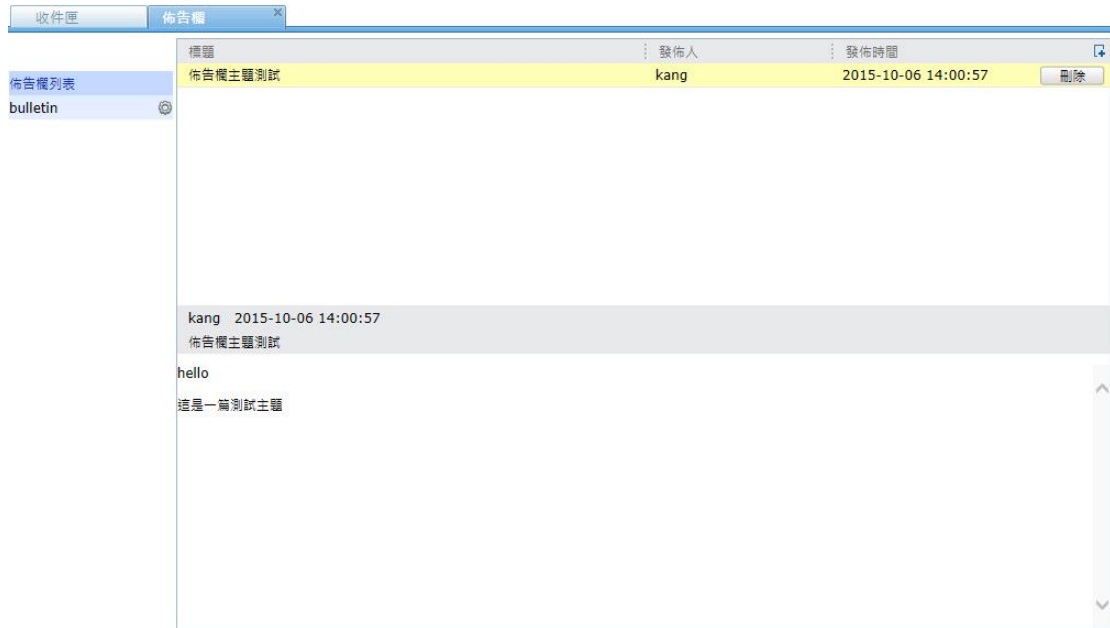 收件匣 佈告欄
標題 發佈人 發佈時間
佈告欄主題測試 kang 2015-10-06 14:00:57 刪除
佈告欄列表
bulletin
kang 2015-10-06 14:00:57
佈告欄主題測試
hello
這是一篇測試主題